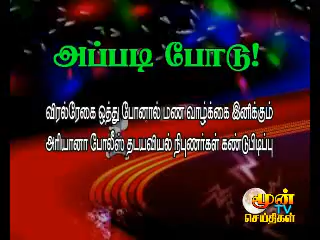 அப்படி போடு!
விரல்ரேகை ஒத்து போனால் மண வாழ்க்கை இனிக்கும்
அரியானா போலீஸ் தடயவியல் நிபுணர்கள் கண்டுபிடிப்பு
மூன்
TV
செய்திகள்